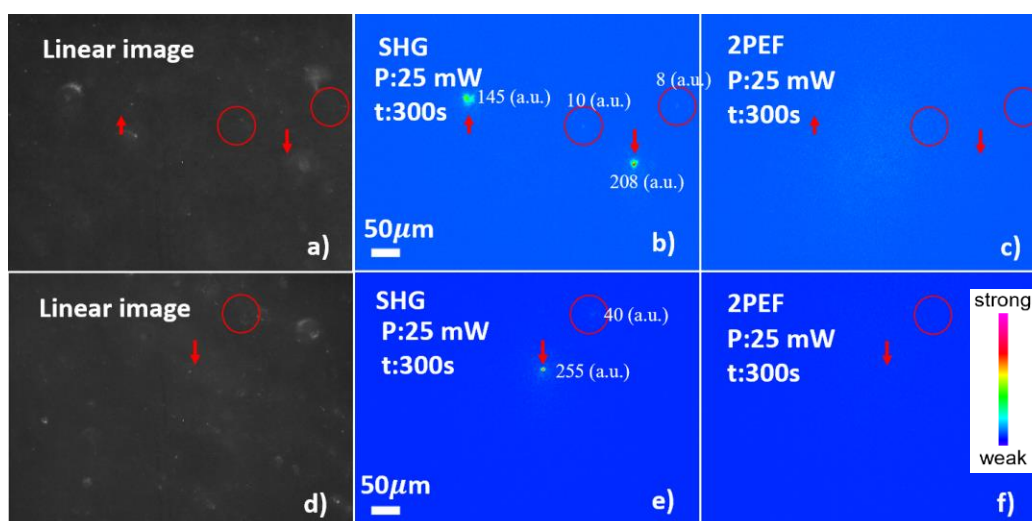 Linear image
a)
SHG
P:25 mW
t:300s
145 (a.u.)
10 (a.u.)
8 (a.u.)
208 (a.u.)
50μm
b)
2PEF
P:25 mW
t:300s
c)
Linear image
d)
SHG
P:25 mW
t:300s
40 (a.u.)
255 (a.u.)
50μm
e)
2PEF
P:25 mW
t:300s
strong
weak
f)